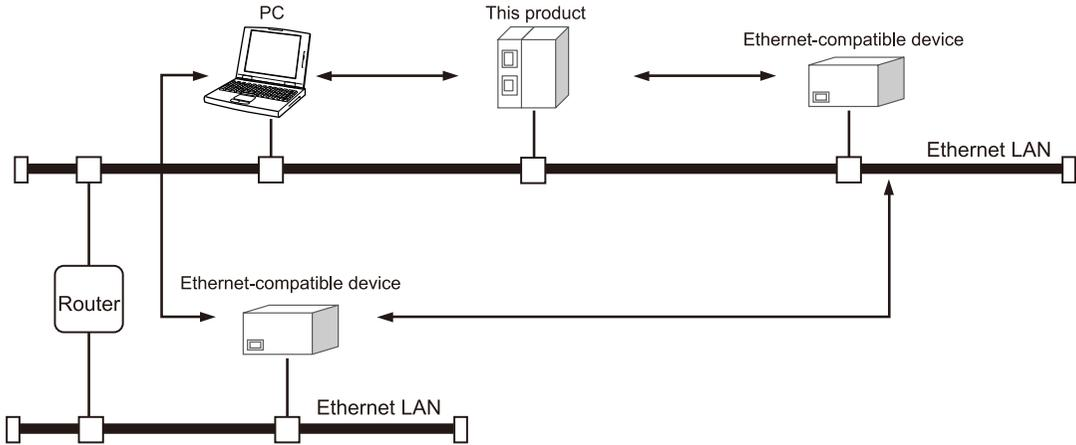 PC
This product
Ethernet-compatible device
Ethernet LAN
Ethernet-compatible device
Router
Ethernet LAN